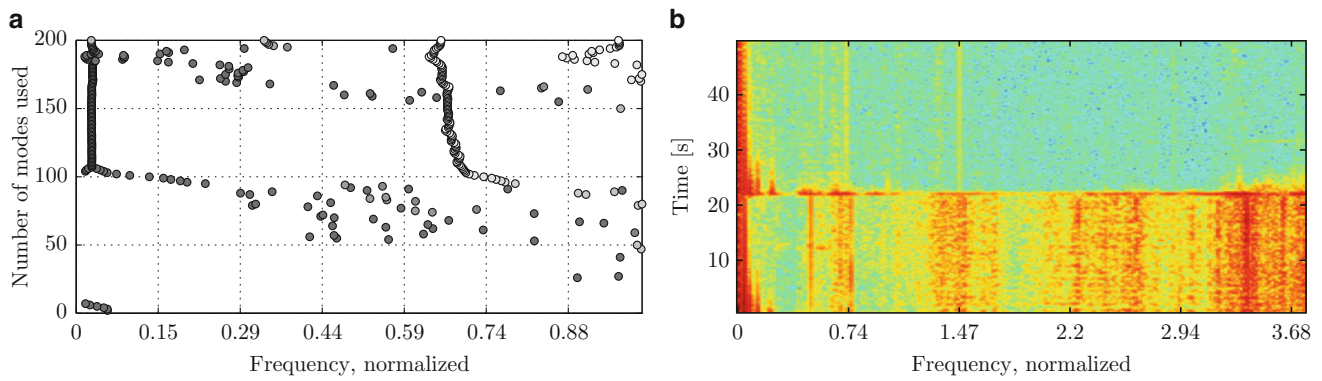 a
Number of modes used
200
150
100
50
0
0 0.15 0.29 0.44 0.59 0.74 0.88
Frequency, normalized
b
Time [s]
40
30
20
10
0 0.74 1.47 2.2 2.94 3.68
Frequency, normalized